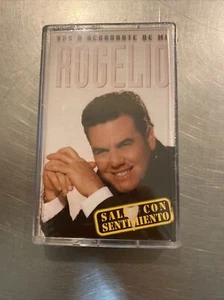 VAS A ACORDARTE DE MI
ROGELIO
SALSA CON
SENTIMIENTO